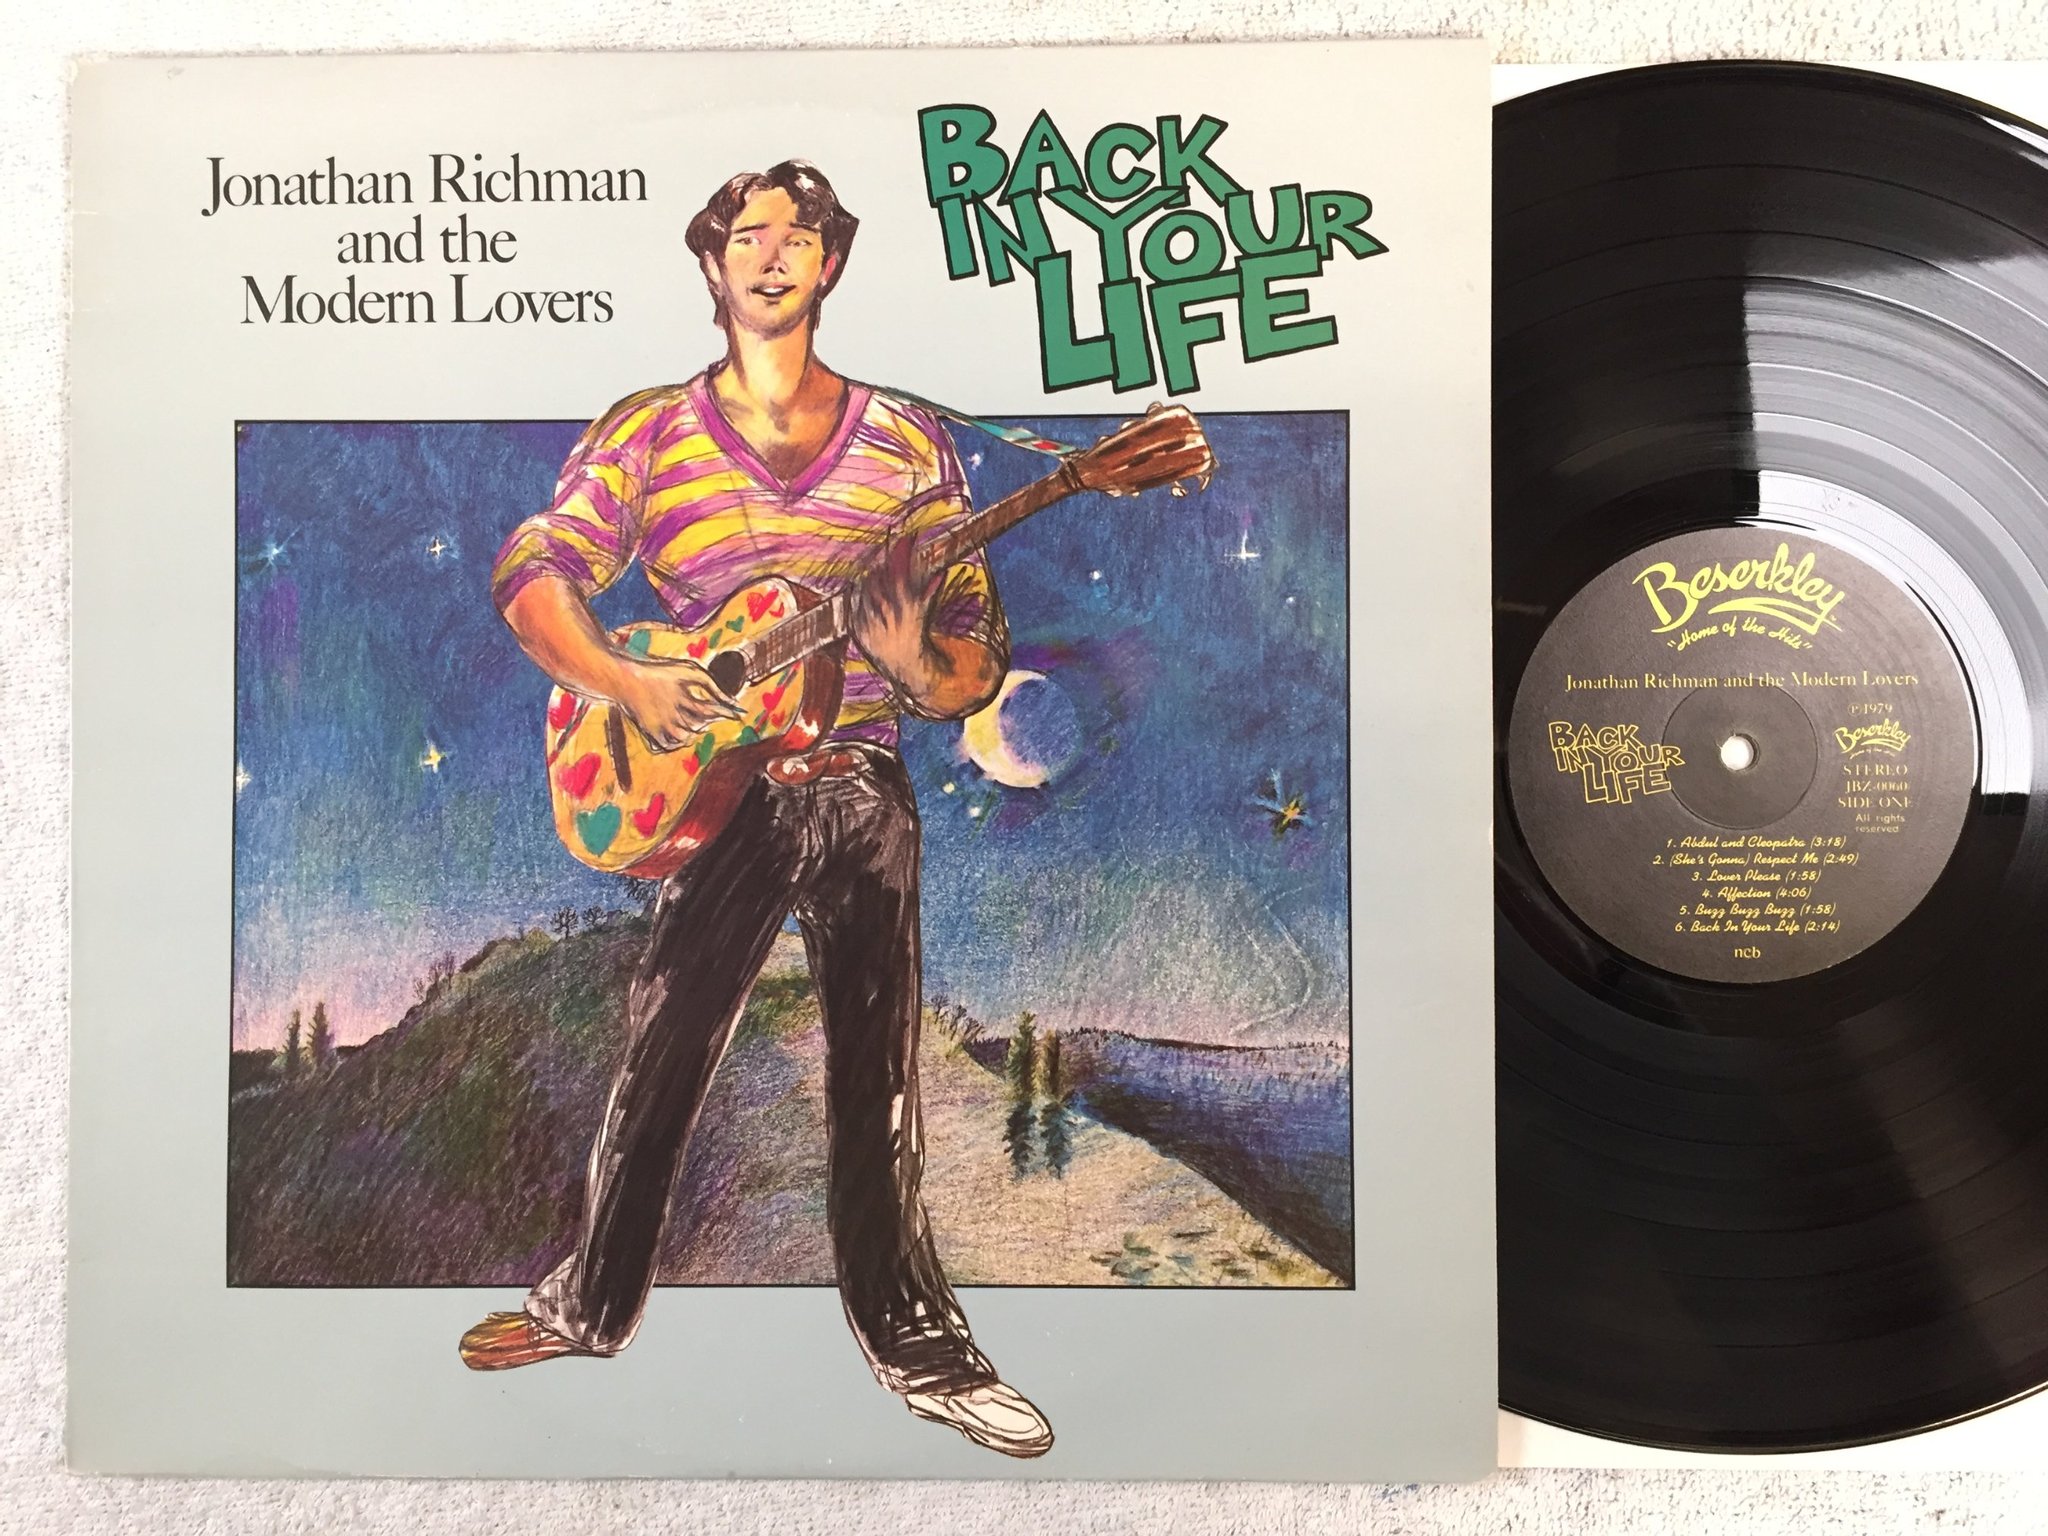 Jonathan Richman
and the
Modern Lovers
BACK
IN YOUR
LIFE
Beserkley
"Home of the Hits"
Jonathan Richman and the Modern Lovers
℗1979
BACK
IN YOUR
LIFE
Beserkley
STEREO
JBZ-0060
SIDE ONE
All rights
reserved
1. Abdul and Cleopatra (3:18)
2. (She's Gonna) Respect Me (2:49)
3. Lover Please (1:58)
4. Affection (4:06)
5. Buzz Buzz Buzz (1:58)
6. Back In Your Life (2:14)
ncb